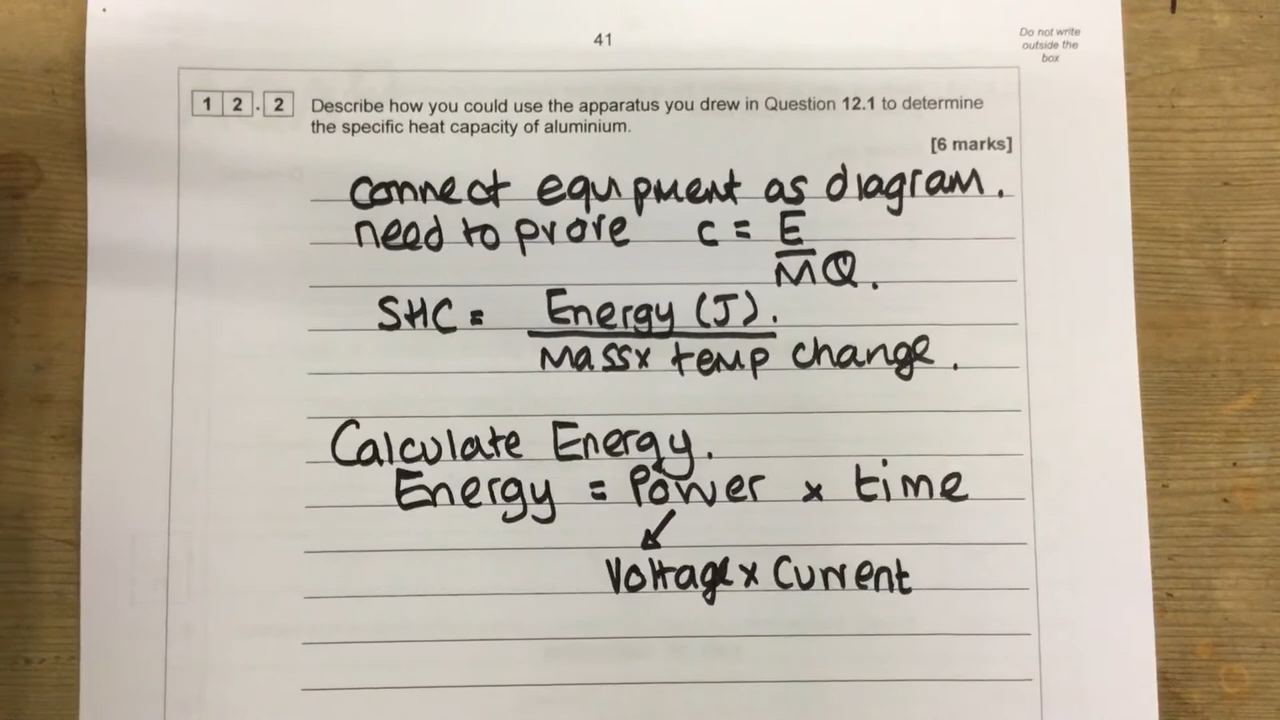 41
Do not write
outside the
box
1 2 . 2 Describe how you could use the apparatus you drew in Question 12.1 to determine
the specific heat capacity of aluminium.
[6 marks]
connect equipment as diagram.
need to prove c = E
MQ.
SHC = Energy (J).
Mass x temp change.
Calculate Energy.
Energy = Power x time
Voltage x Current